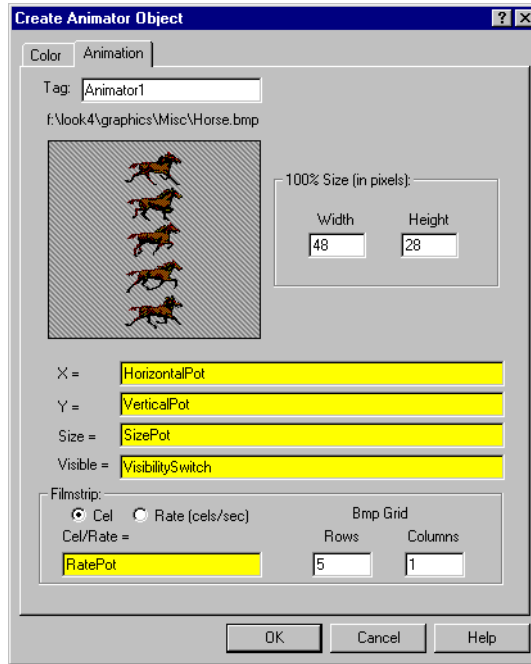 Create Animator Object
Color Animation
Tag: Animator1
f:\look4\graphics\Misc\Horse.bmp
100% Size (in pixels):
Width Height
48 28
X = HorizontalPot
Y = VerticalPot
Size = SizePot
Visible = VisibilitySwitch
Filmstrip:
Cel Rate (cels/sec) Bmp Grid
Cel/Rate = Rows Columns
RatePot 5 1
OK Cancel Help